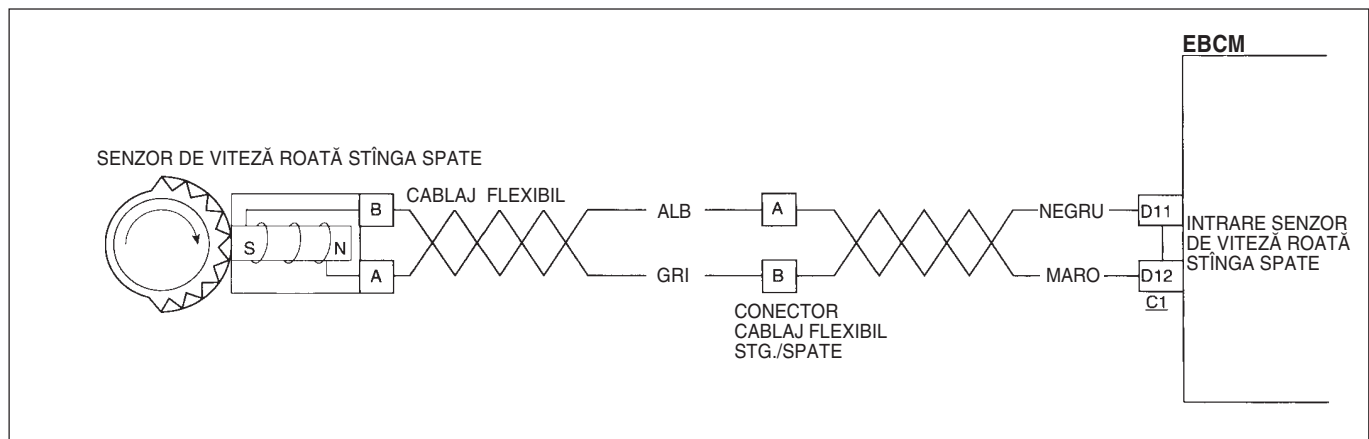 EBCM
SENZOR DE VITEZĂ ROATĂ STÎNGA SPATE
B
CABLAJ FLEXIBIL
ALB
A
NEGRU
D11
S
N
INTRARE SENZOR
DE VITEZĂ ROATĂ
STÎNGA SPATE
A
GRI
B
MARO
D12
C1
CONECTOR
CABLAJ FLEXIBIL
STG./SPATE